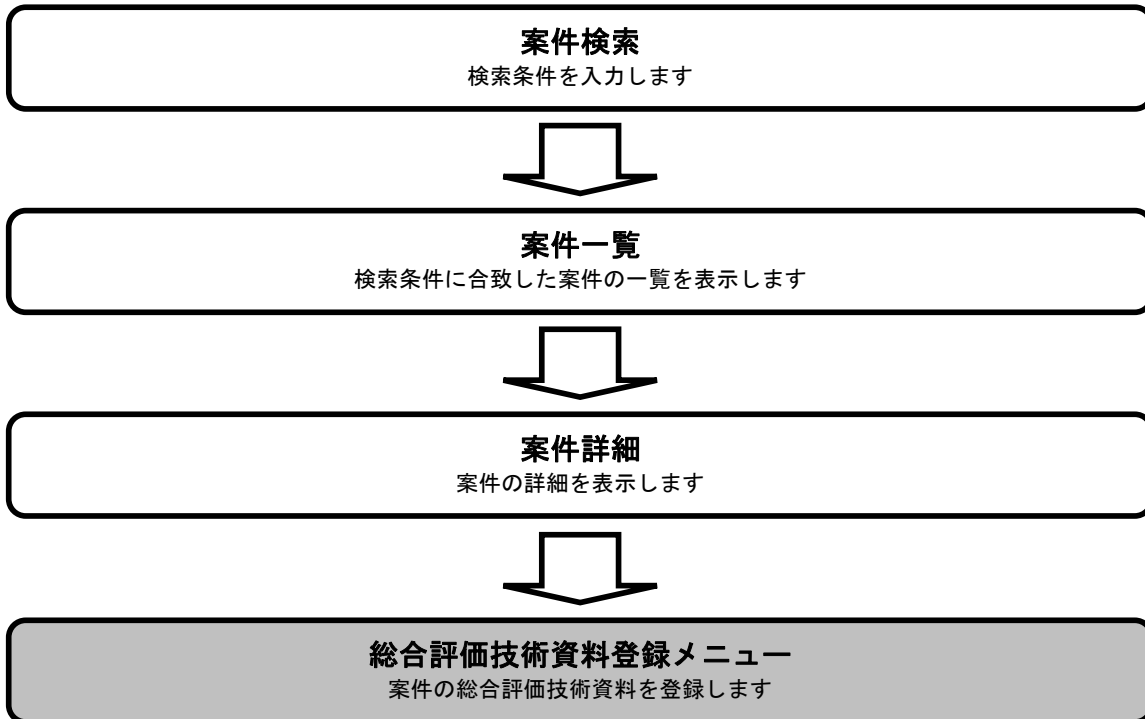 案件検索
検索条件を入力します
案件一覧
検索条件に合致した案件の一覧を表示します
案件詳細
案件の詳細を表示します
総合評価技術資料登録メニュー
案件の総合評価技術資料を登録します